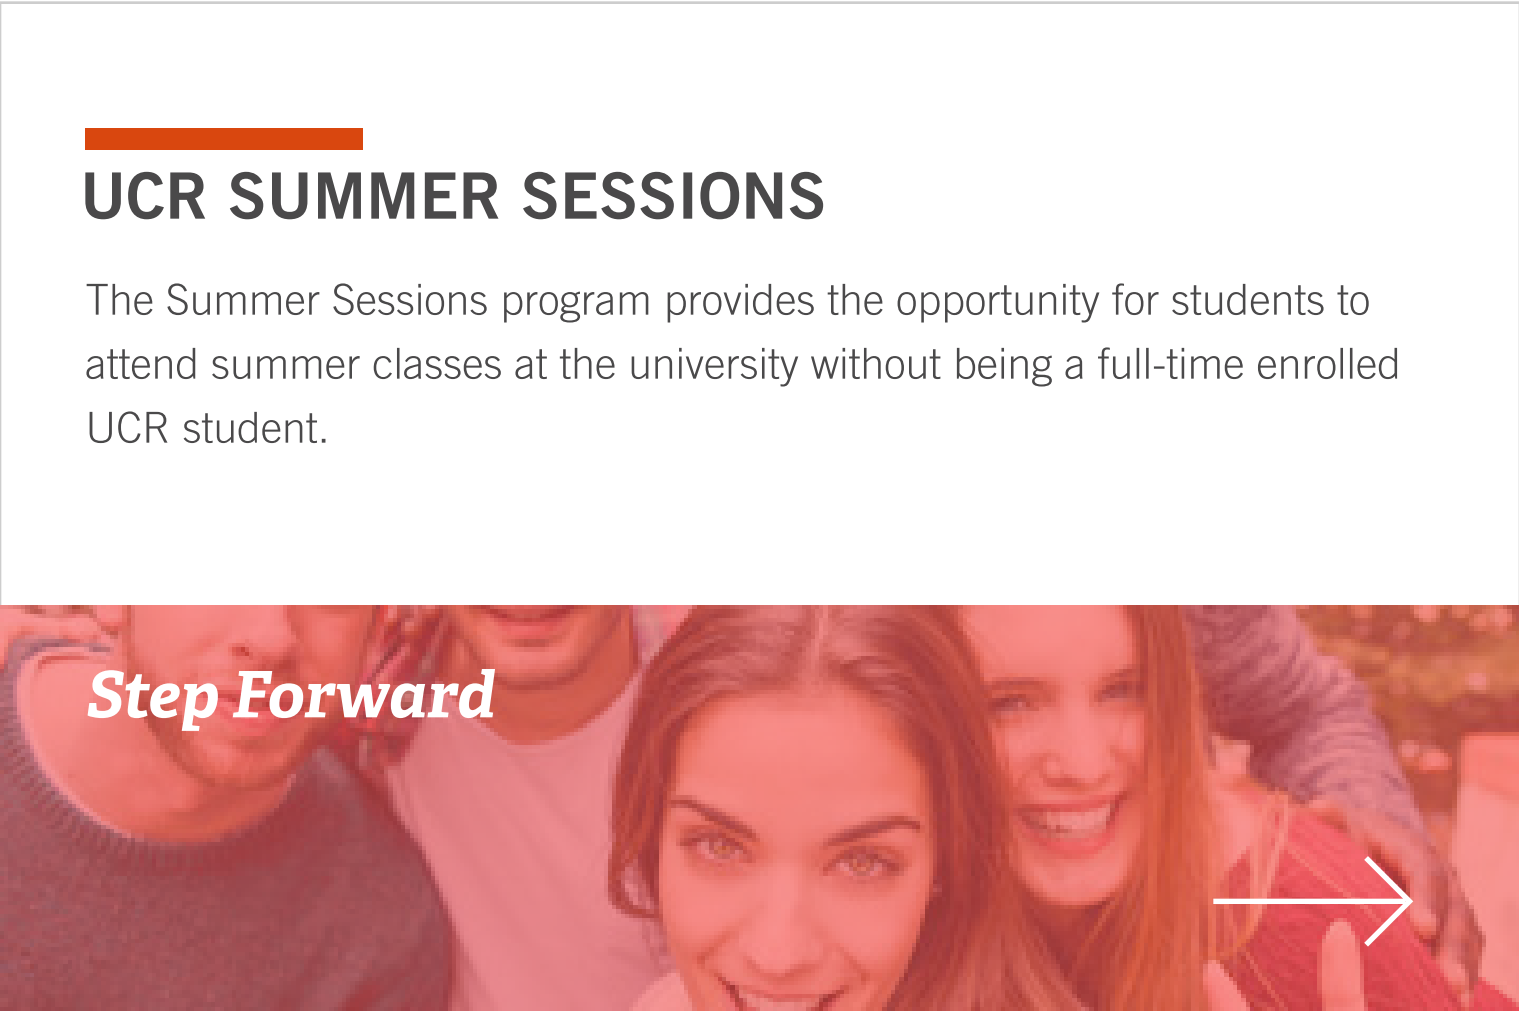 UCR SUMMER SESSIONS
The Summer Sessions program provides the opportunity for students to
attend summer classes at the university without being a full-time enrolled
UCR student.
Step Forward